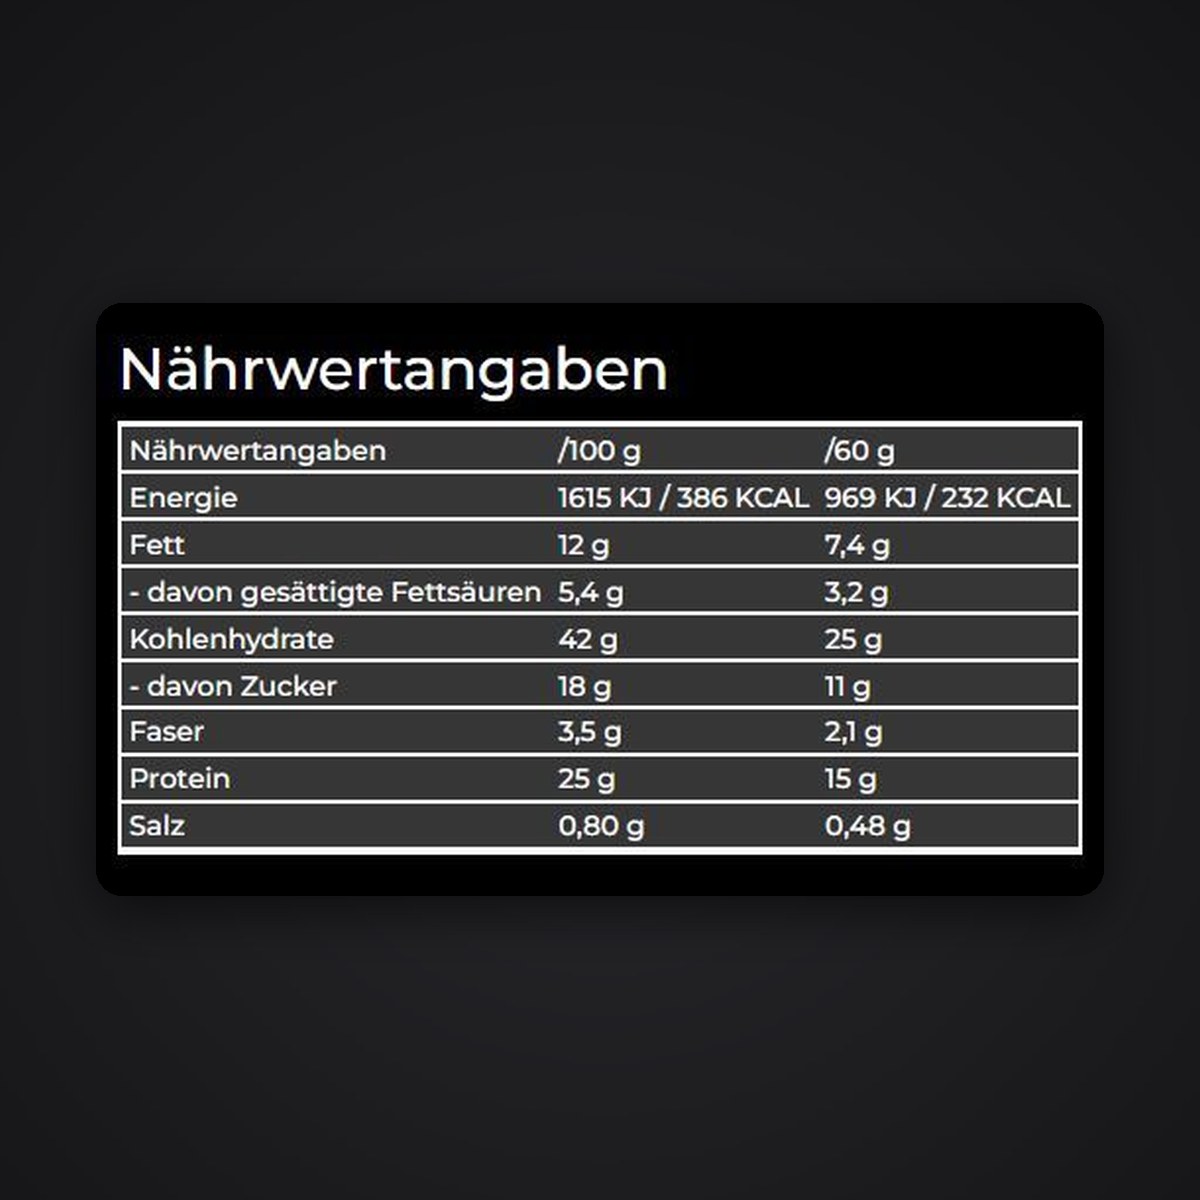 Nährwertangaben
Nährwertangaben /100 g /60 g
Energie 1615 KJ / 386 KCAL 969 KJ / 232 KCAL
Fett 12 g 7,4 g
- davon gesättigte Fettsäuren 5,4 g 3,2 g
Kohlenhydrate 42 g 25 g
- davon Zucker 18 g 11 g
Faser 3,5 g 2,1 g
Protein 25 g 15 g
Salz 0,80 g 0,48 g